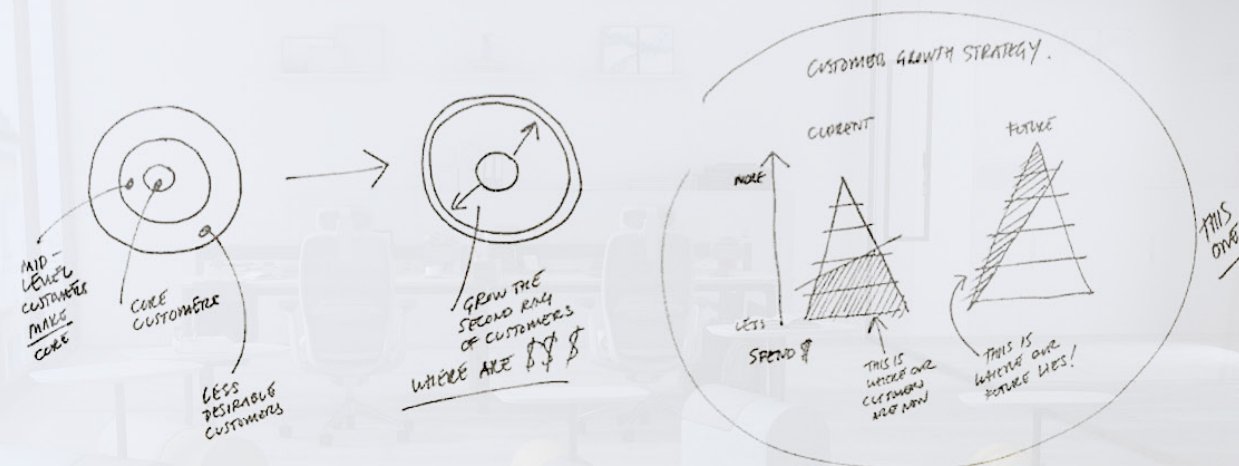 MID-
LEVEL
CUSTOMERS
MAKE
CORE
CORE
CUSTOMERS
LESS
DESIRABLE
CUSTOMERS
GROW THE
SECOND RING
OF CUSTOMERS
WHERE ARE $$$
CUSTOMER GROWTH STRATEGY.
CURRENT
FUTURE
MORE
LESS
SPEND $
THIS IS
WHERE OUR
CUSTOMERS
ARE NOW
THIS IS
WHERE OUR
FUTURE LIES!
THIS
ONE